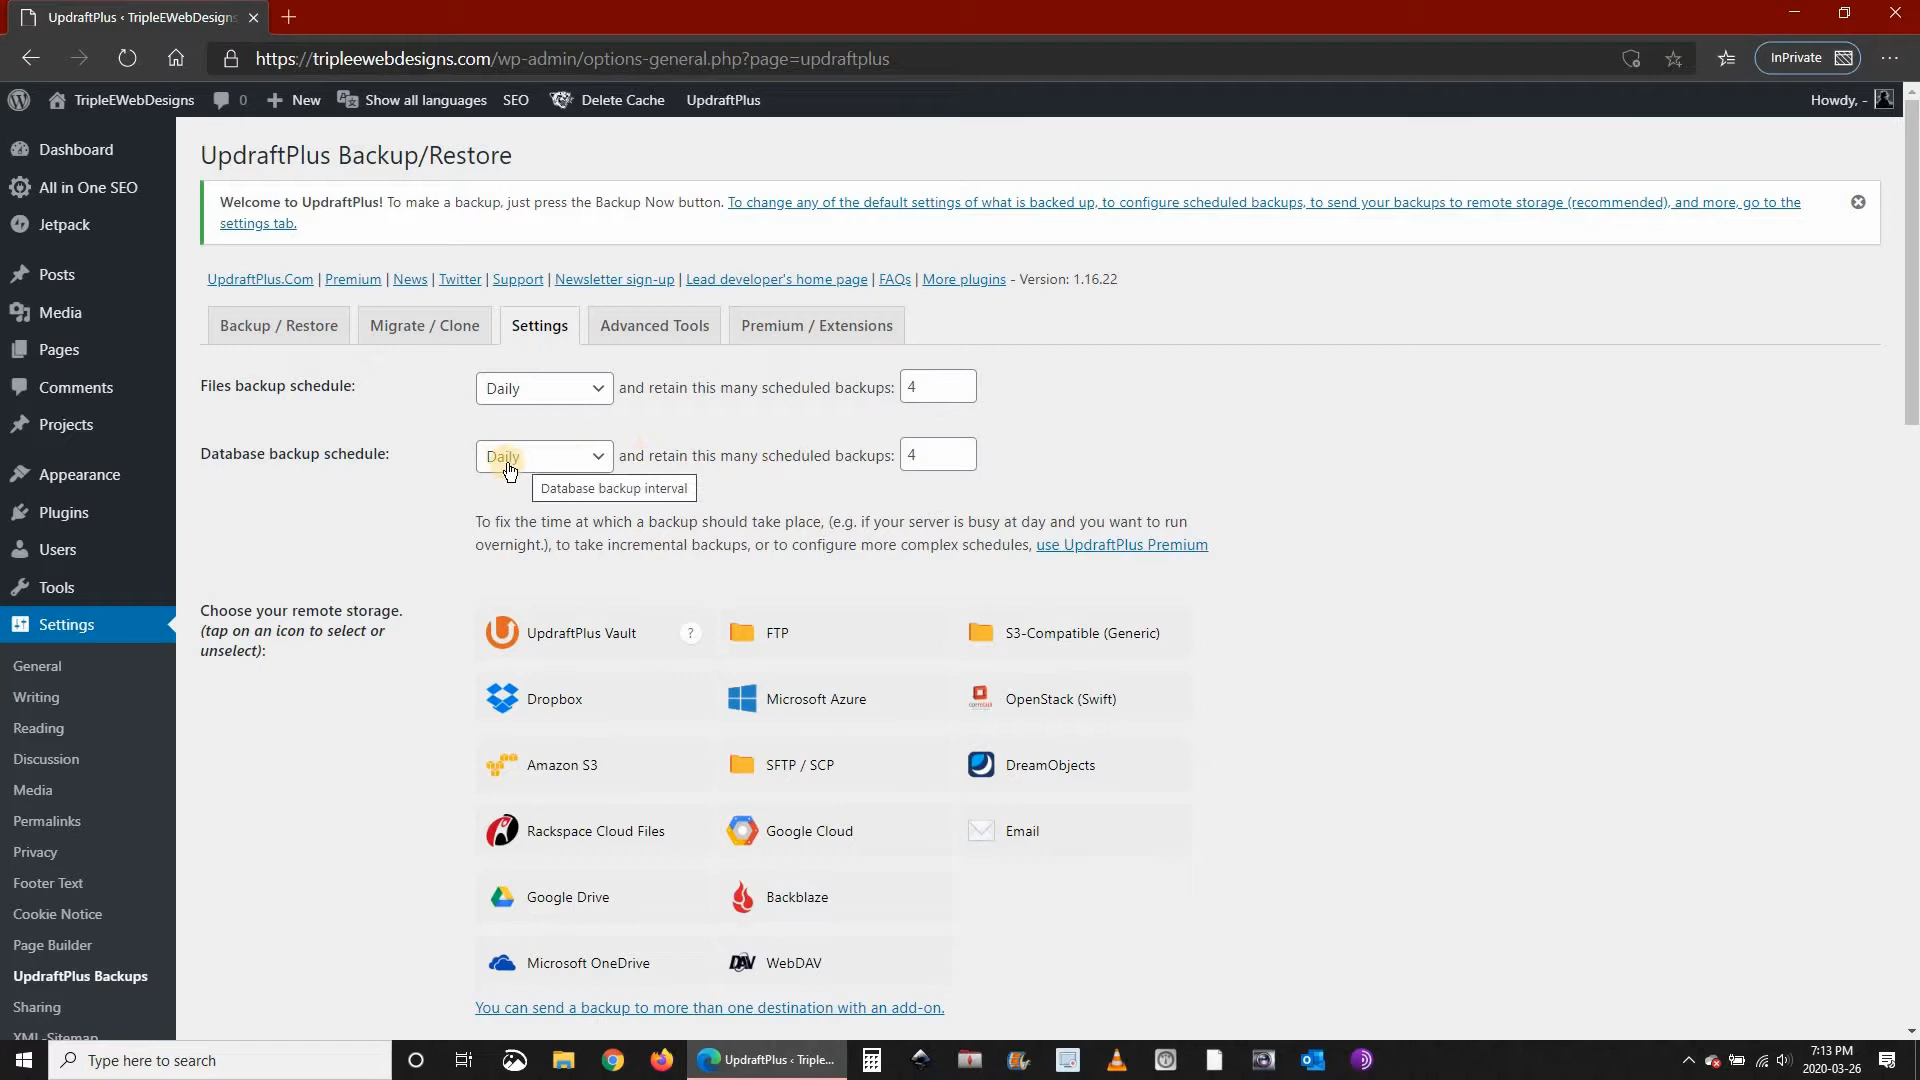 UpdraftPlus ‹ TripleEWebDesigns
https://tripleewebdesigns.com/wp-admin/options-general.php?page=updraftplus
InPrivate
TripleEWebDesigns
0
New
Show all languages
SEO
Delete Cache
UpdraftPlus
Howdy, -
Dashboard
All in One SEO
Jetpack
Posts
Media
Pages
Comments
Projects
Appearance
Plugins
Users
Tools
Settings
General
Writing
Reading
Discussion
Media
Permalinks
Privacy
Footer Text
Cookie Notice
Page Builder
UpdraftPlus Backups
Sharing
XML-Sitemap
UpdraftPlus Backup/Restore
Welcome to UpdraftPlus! To make a backup, just press the Backup Now button. To change any of the default settings of what is backed up, to configure scheduled backups, to send your backups to remote storage (recommended), and more, go to the
settings tab.
UpdraftPlus.Com | Premium | News | Twitter | Support | Newsletter sign-up | Lead developer's home page | FAQs | More plugins - Version: 1.16.22
Backup / Restore
Migrate / Clone
Settings
Advanced Tools
Premium / Extensions
Files backup schedule:
Daily
and retain this many scheduled backups:
4
Database backup schedule:
Daily
and retain this many scheduled backups:
4
Database backup interval
To fix the time at which a backup should take place, (e.g. if your server is busy at day and you want to run
overnight.), to take incremental backups, or to configure more complex schedules, use UpdraftPlus Premium
Choose your remote storage.
(tap on an icon to select or
unselect):
UpdraftPlus Vault
?
FTP
S3-Compatible (Generic)
Dropbox
Microsoft Azure
OpenStack (Swift)
Amazon S3
SFTP / SCP
DreamObjects
Rackspace Cloud Files
Google Cloud
Email
Google Drive
Backblaze
Microsoft OneDrive
DAV
WebDAV
You can send a backup to more than one destination with an add-on.
Type here to search
UpdraftPlus ‹ Triple...
7:13 PM
2020-03-26